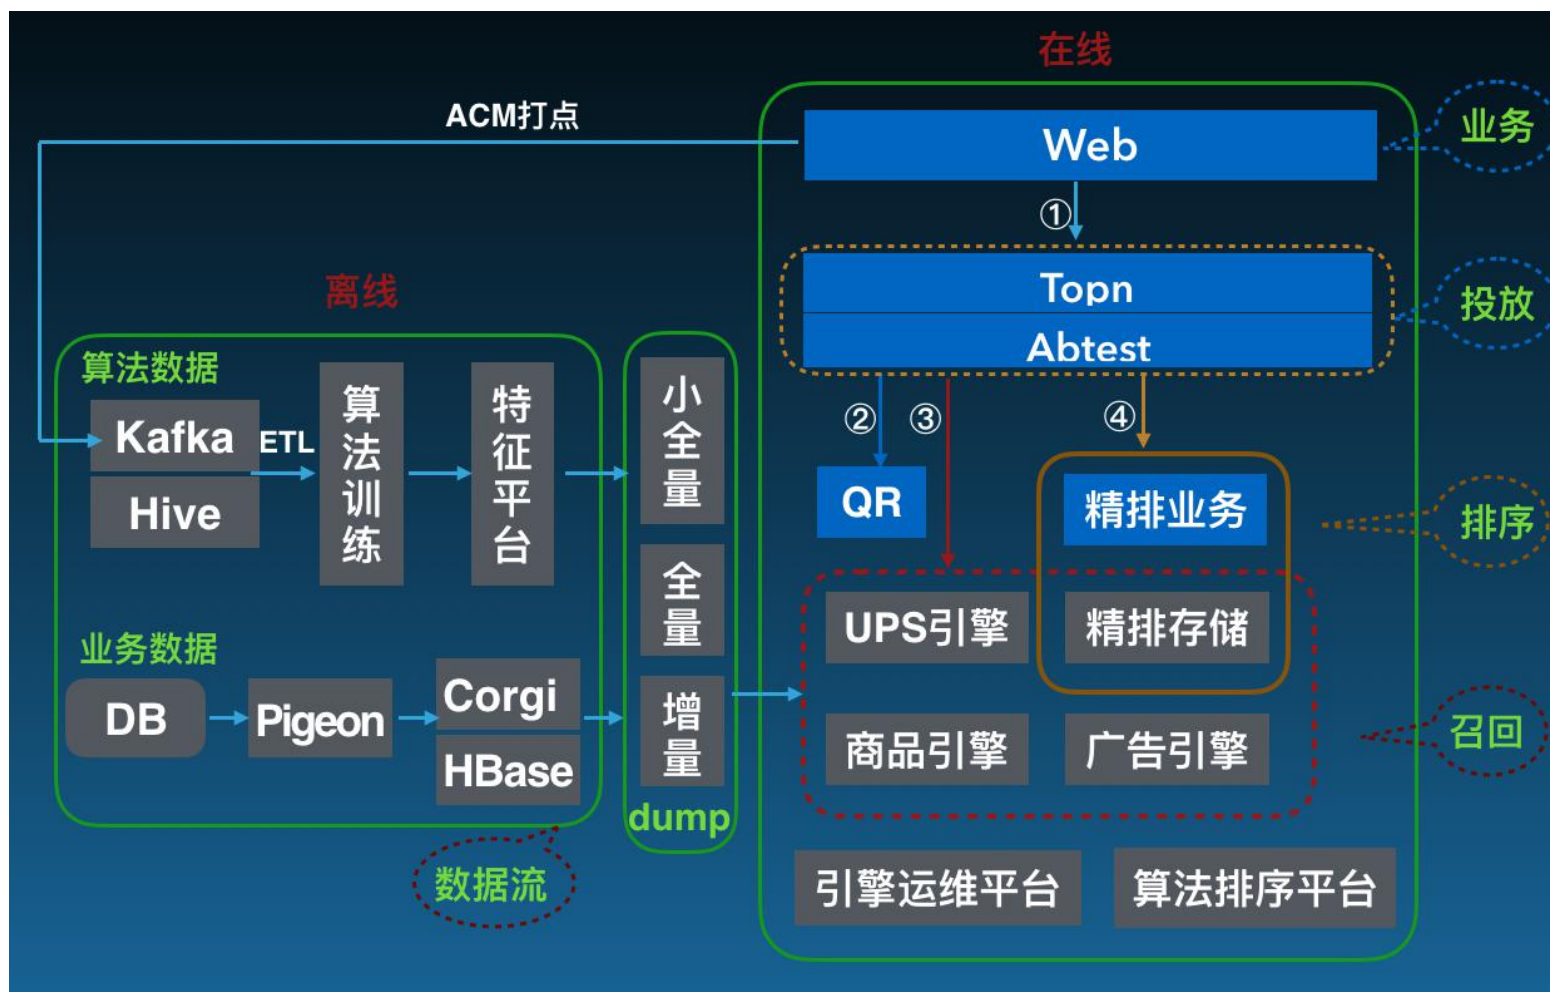 在线
ACM打点
Web
业务
①
Topn
Abtest
投放
离线
算法数据
Kafka
Hive
ETL
算法训练
特征平台
小全量
全量
增量
dump
②
③
④
QR
精排业务
排序
UPS引擎
精排存储
商品引擎
广告引擎
召回
业务数据
DB
Pigeon
Corgi
HBase
数据流
引擎运维平台
算法排序平台